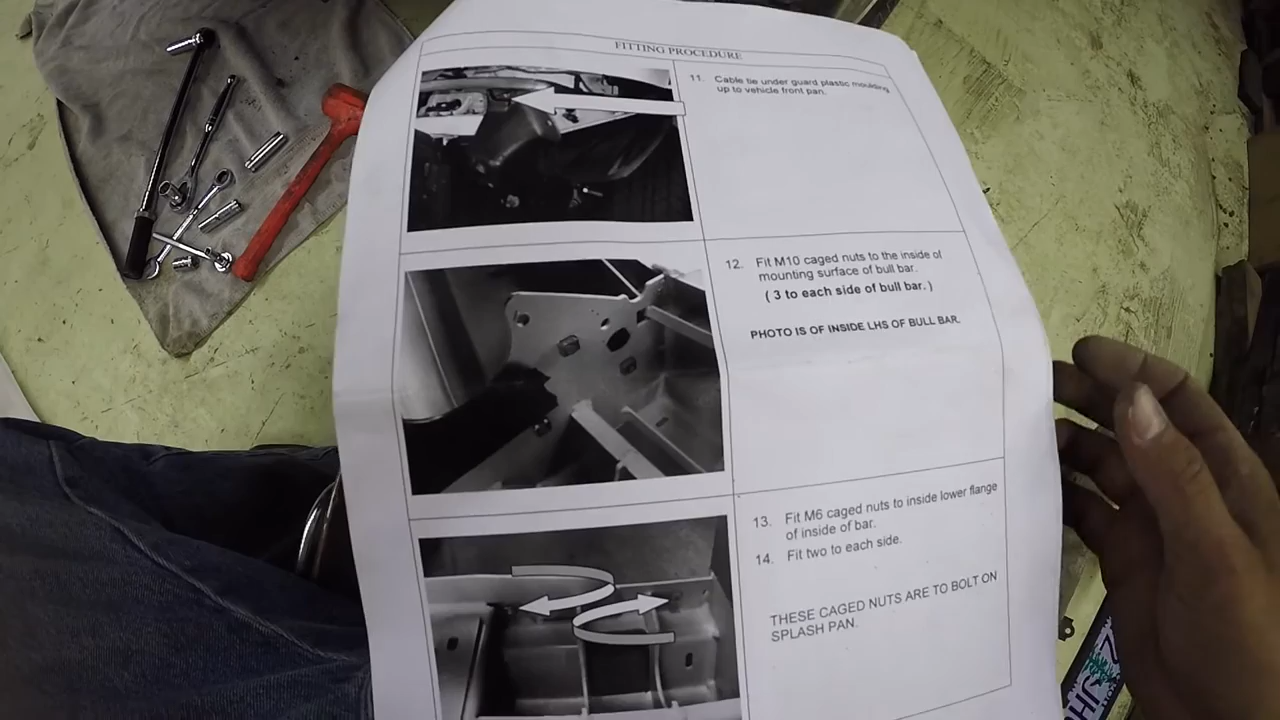 FITTING PROCEDURE
11. Cable tie under guard plastic moulding
up to vehicle front pan.
12. Fit M10 caged nuts to the inside of
mounting surface of bull bar.
( 3 to each side of bull bar. )
PHOTO IS OF INSIDE LHS OF BULL BAR.
13. Fit M6 caged nuts to inside lower flange
of inside of bar.
14. Fit two to each side.
THESE CAGED NUTS ARE TO BOLT ON
SPLASH PAN.